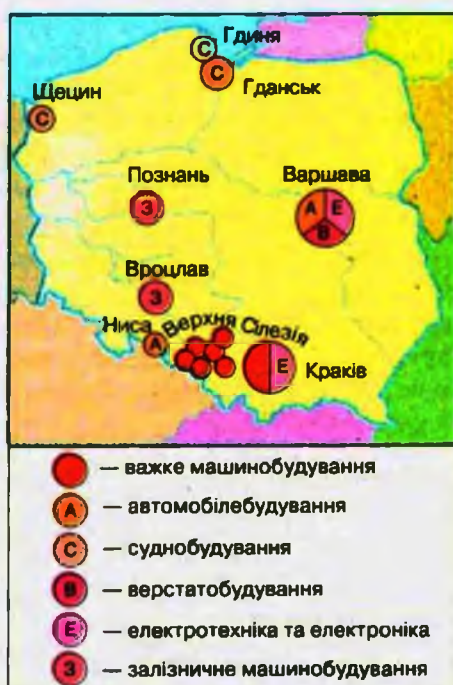 Гдиня
С
Щецин
С
Гданськ
С
Познань
З
Варшава
А Е
В
Вроцлав
З
Ниса
А
Верхня Сілезія
Е
Краків
— важке машинобудування
А — автомобілебудування
С — суднобудування
В — верстатобудування
Е — електротехніка та електроніка
З — залізничне машинобудування